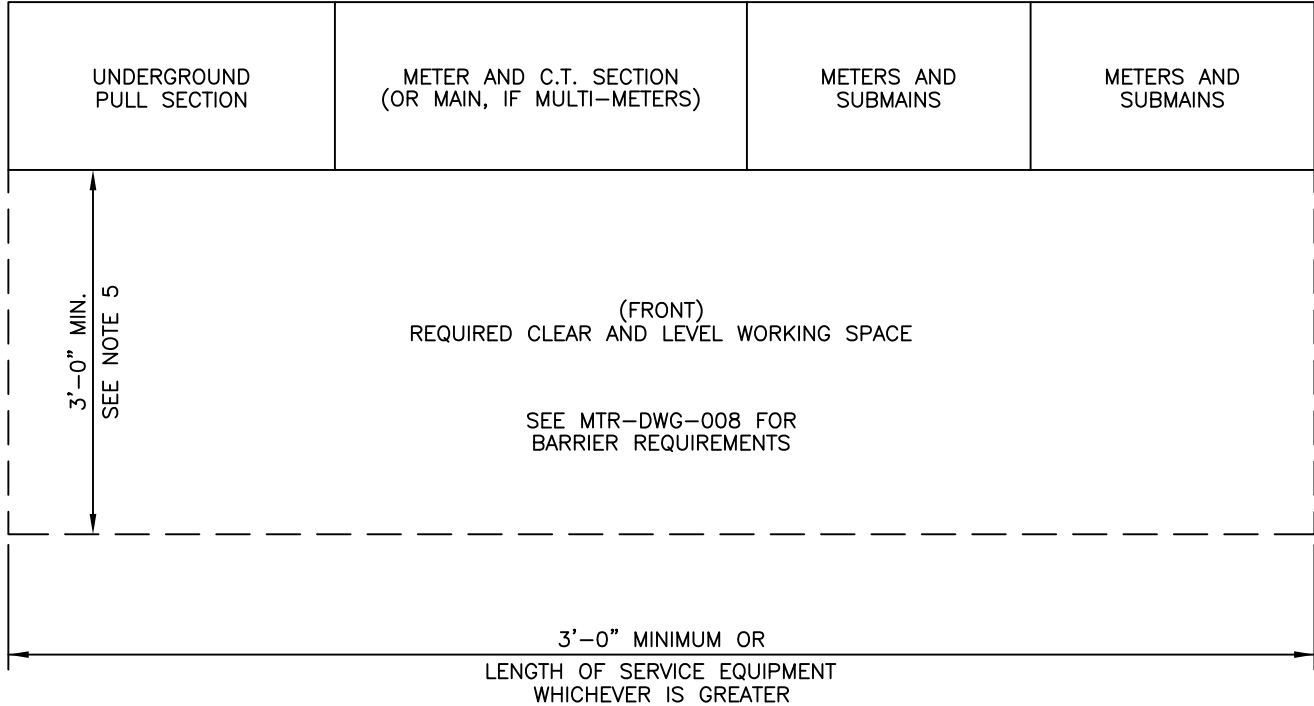 UNDERGROUND
PULL SECTION
METER AND C.T. SECTION
(OR MAIN, IF MULTI-METERS)
METERS AND
SUBMAINS
METERS AND
SUBMAINS
3'-0" MIN.
SEE NOTE 5
(FRONT)
REQUIRED CLEAR AND LEVEL WORKING SPACE
SEE MTR-DWG-008 FOR
BARRIER REQUIREMENTS
3'-0" MINIMUM OR
LENGTH OF SERVICE EQUIPMENT
WHICHEVER IS GREATER